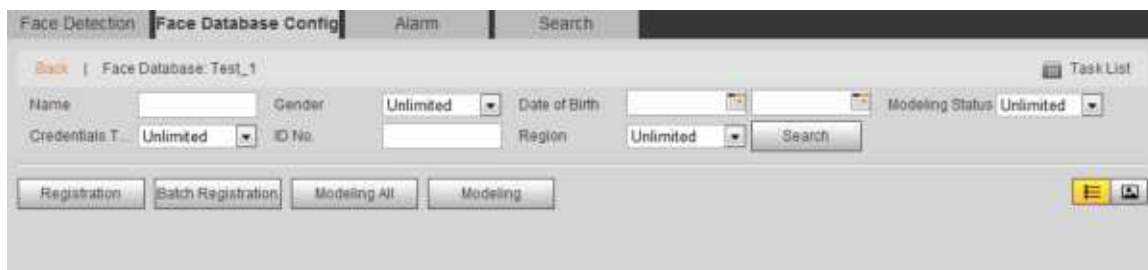 Face Detection Face Database Config Alarm Search
Back | Face Database: Test_1 Task List
Name Gender Unlimited Date of Birth Modeling Status Unlimited
Credentials T... Unlimited ID No. Region Unlimited Search
Registration Batch Registration Modeling All Modeling